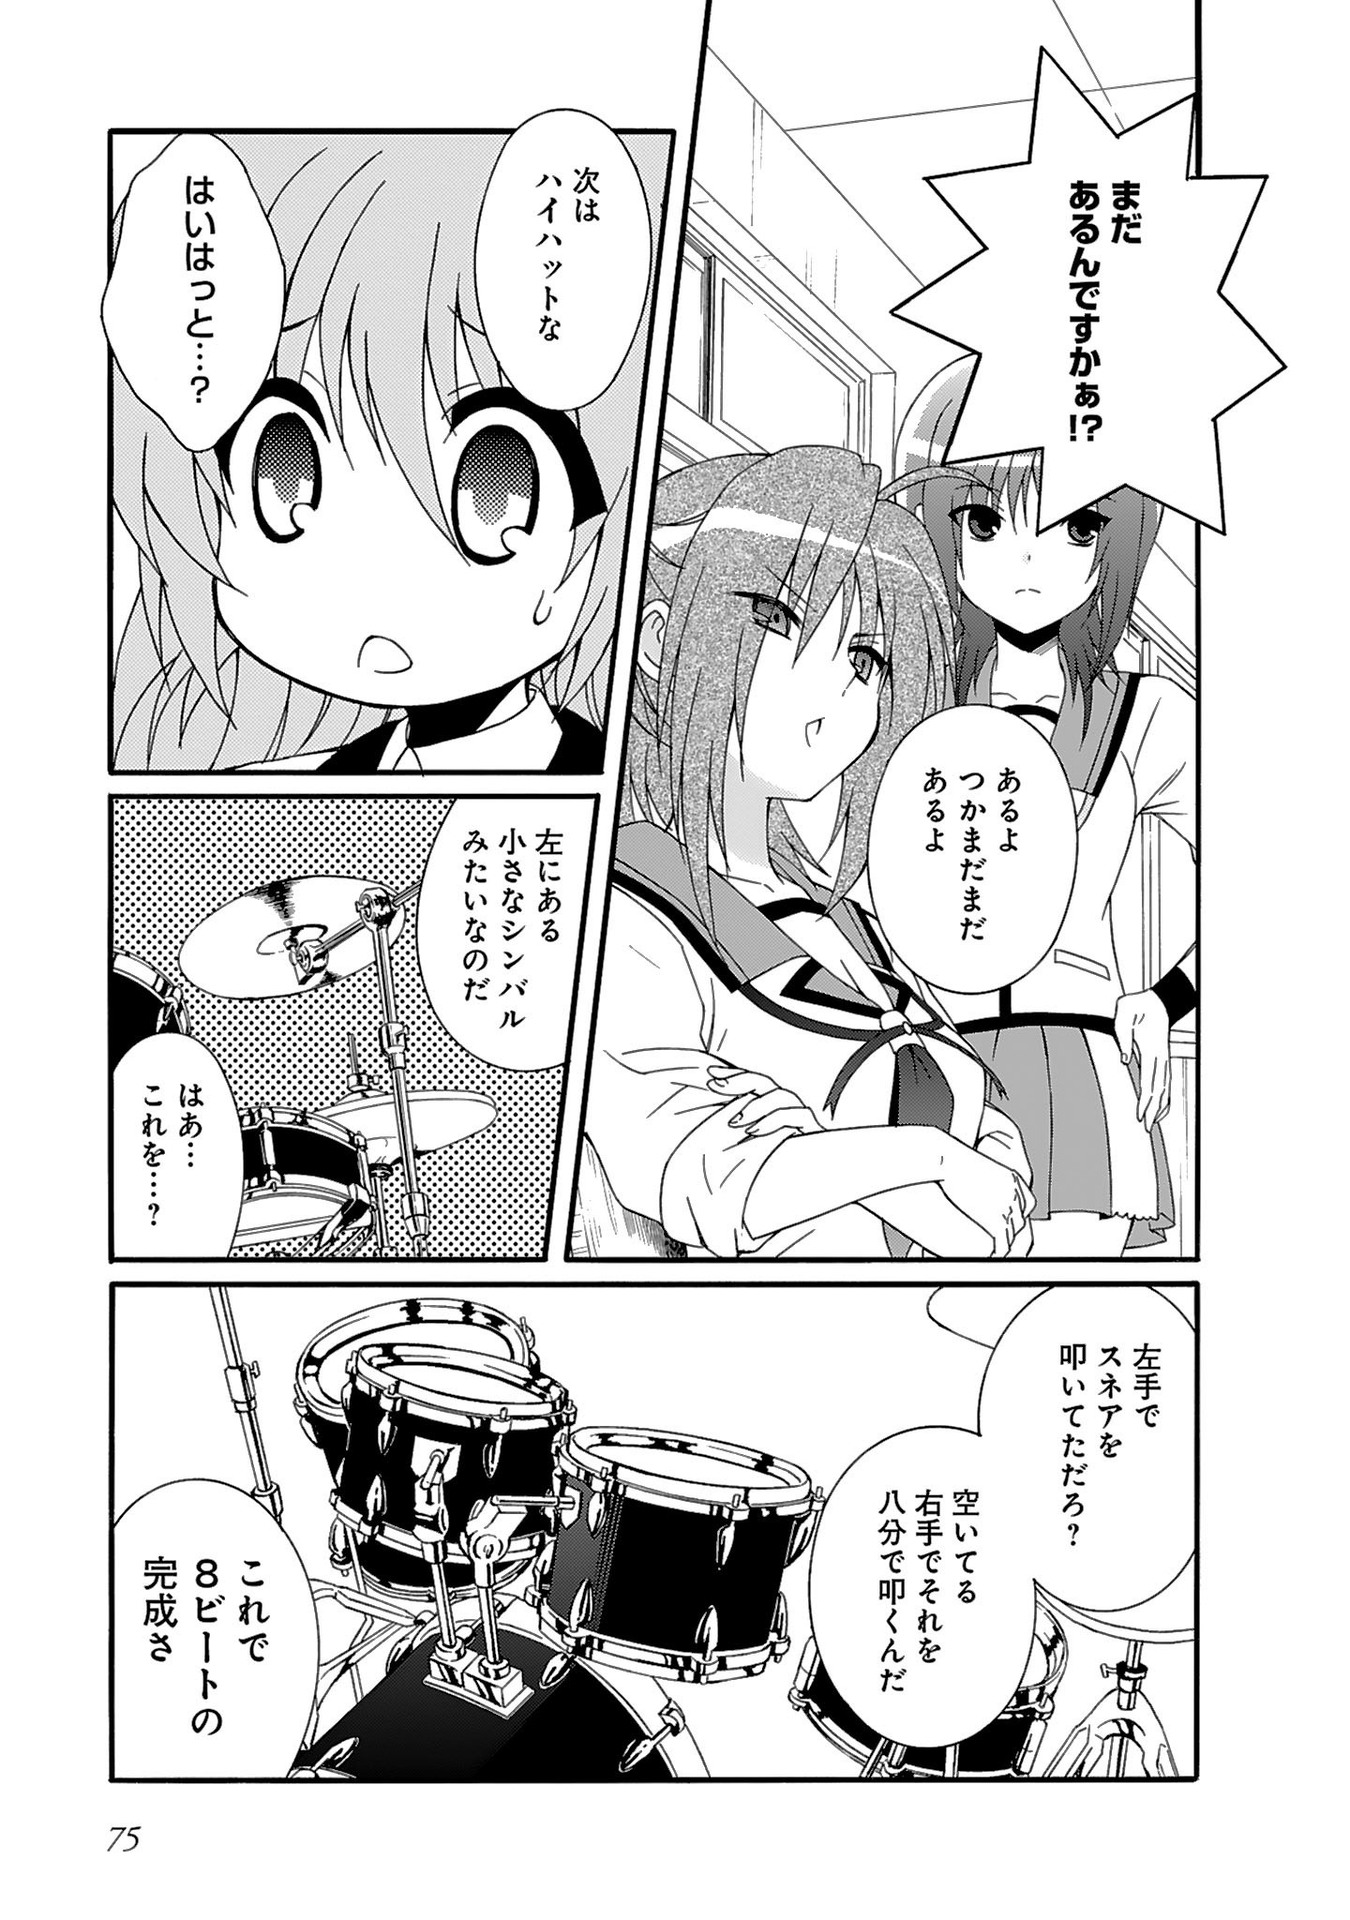 まだ
あるんですかぁ!?
あるよ
つかまだまだ
あるよ
次は
ハイハットな
はいはっと…?
左にある
小さなシンバル
みたいなのだ
はあ…
これを…?
左手で
スネアを
叩いてただろ?
空いてる
右手でそれを
八分で叩くんだ
これで
8ビートの
完成さ
75